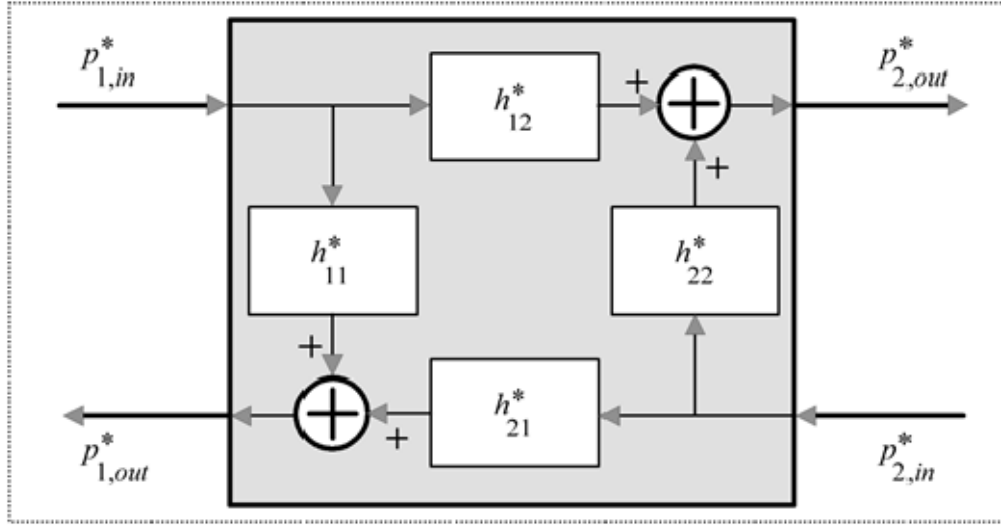 p*1,in
h*12
+
p*2,out
+
h*11
h*22
+
h*21
+
p*1,out
p*2,in